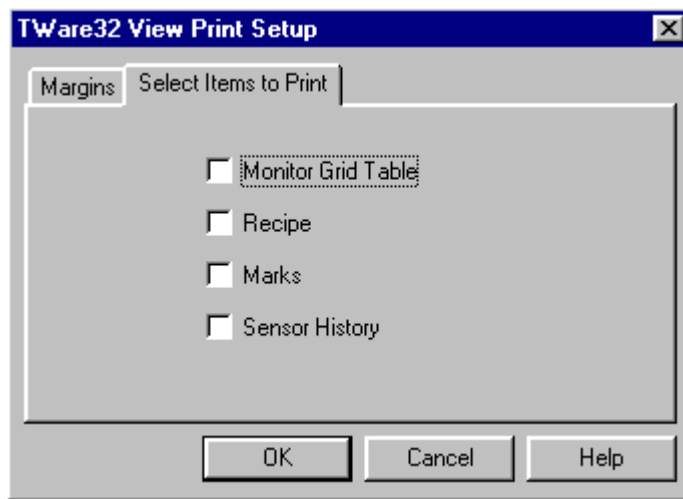 TWare32 View Print Setup
Margins Select Items to Print
Monitor Grid Table
Recipe
Marks
Sensor History
OK Cancel Help